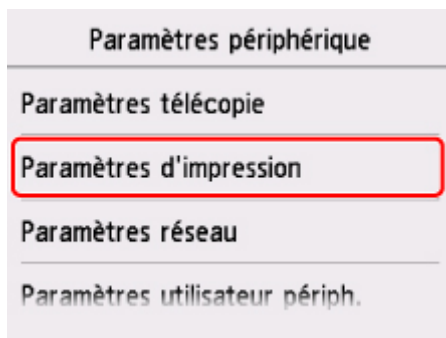 Paramètres périphérique
Paramètres télécopie
Paramètres d'impression
Paramètres réseau
Paramètres utilisateur périph.